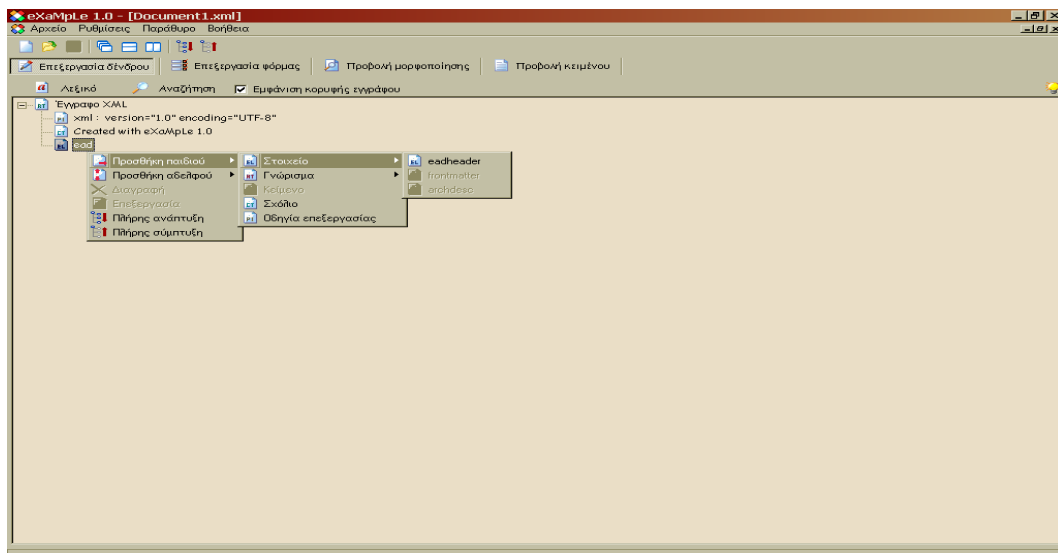 eXaMpLe 1.0 - [Document1.xml]
Αρχείο Ρυθμίσεις Παράθυρο Βοήθεια
Επεξεργασία δένδρου Επεξεργασία φόρμας Προβολή μορφοποίησης Προβολή κειμένου
Λεξικό Αναζήτηση Εμφάνιση κορυφής εγγράφου
Έγγραφο XML
xml : version="1.0" encoding="UTF-8"
Created with eXaMpLe 1.0
ead
Προσθήκη παιδιού Στοιχείο eadheader
Προσθήκη αδελφού Γνώρισμα frontmatter
Διαγραφή Κείμενο archdesc
Επεξεργασία Σχόλιο
Πλήρης ανάπτυξη Οδηγία επεξεργασίας
Πλήρης σύμπτυξη